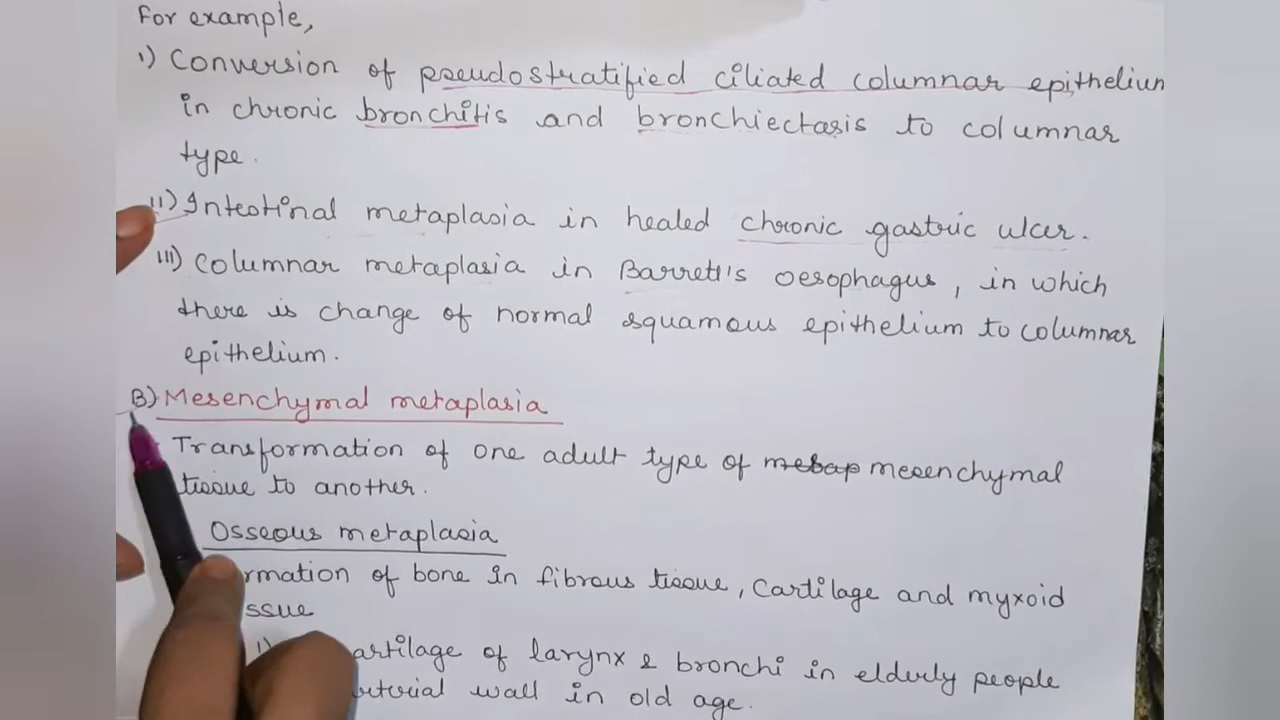 For example,
i) Conversion of pseudostratified ciliated columnar epithelium
in chronic bronchitis and bronchiectasis to columnar
type.
ii) Intestinal metaplasia in healed chronic gastric ulcer.
iii) Columnar metaplasia in Barrett's oesophagus, in which
there is change of normal squamous epithelium to columnar
epithelium.
B) Mesenchymal metaplasia
Transformation of one adult type of mesap mesenchymal
tissue to another.
Osseous metaplasia
rmation of bone in fibrous tissue, cartilage and myxoid
ssue
i) artilage of larynx & bronchi in elderly people
rterial wall in old age.